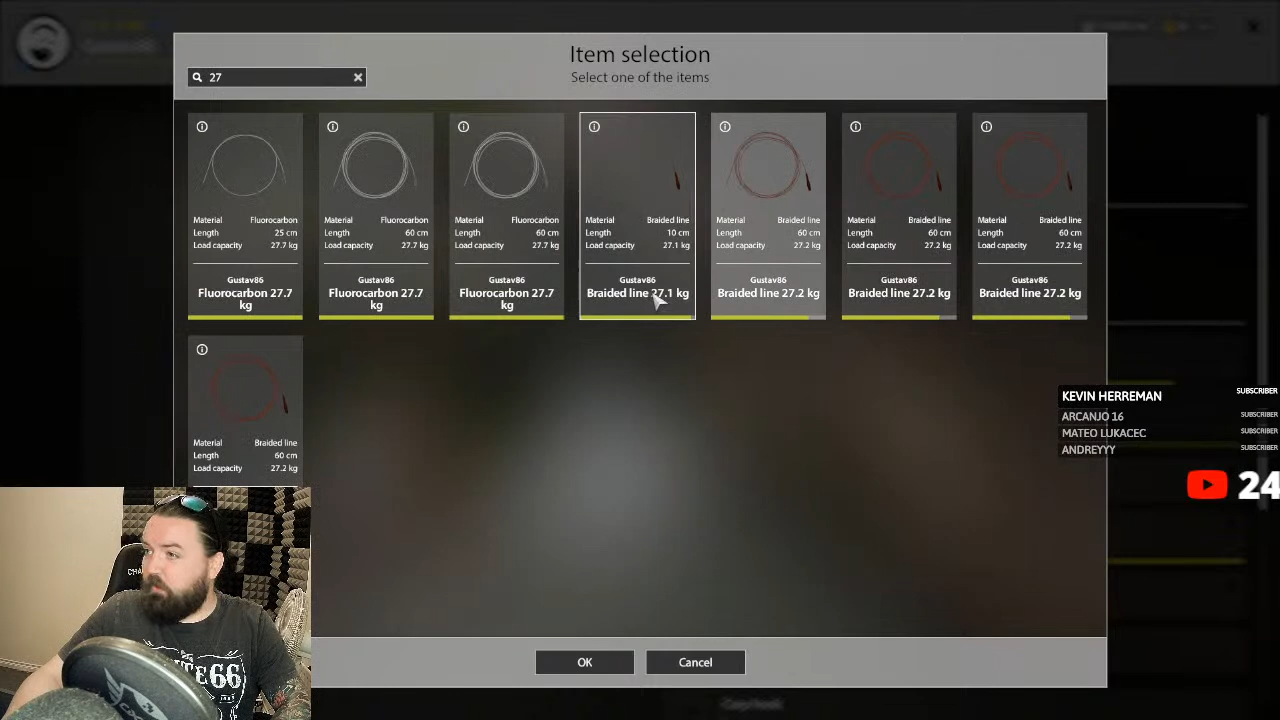 Item selection
Select one of the items
27
Material Fluorocarbon
Length 25 cm
Load capacity 27.7 kg
Gustav86
Fluorocarbon 27.7
kg
Material Fluorocarbon
Length 60 cm
Load capacity 27.7 kg
Gustav86
Fluorocarbon 27.7
kg
Material Fluorocarbon
Length 60 cm
Load capacity 27.7 kg
Gustav86
Fluorocarbon 27.7
kg
Material Braided line
Length 10 cm
Load capacity 27.1 kg
Gustav86
Braided line 27.1 kg
Material Braided line
Length 60 cm
Load capacity 27.2 kg
Gustav86
Braided line 27.2 kg
Material Braided line
Length 60 cm
Load capacity 27.2 kg
Gustav86
Braided line 27.2 kg
Material Braided line
Length 60 cm
Load capacity 27.2 kg
Gustav86
Braided line 27.2 kg
Material Braided line
Length 60 cm
Load capacity 27.2 kg
KEVIN HERREMAN SUBSCRIBER
ARCANJO 16 SUBSCRIBER
MATEO LUKACEC SUBSCRIBER
ANDREYYY SUBSCRIBER
24
OK
Cancel